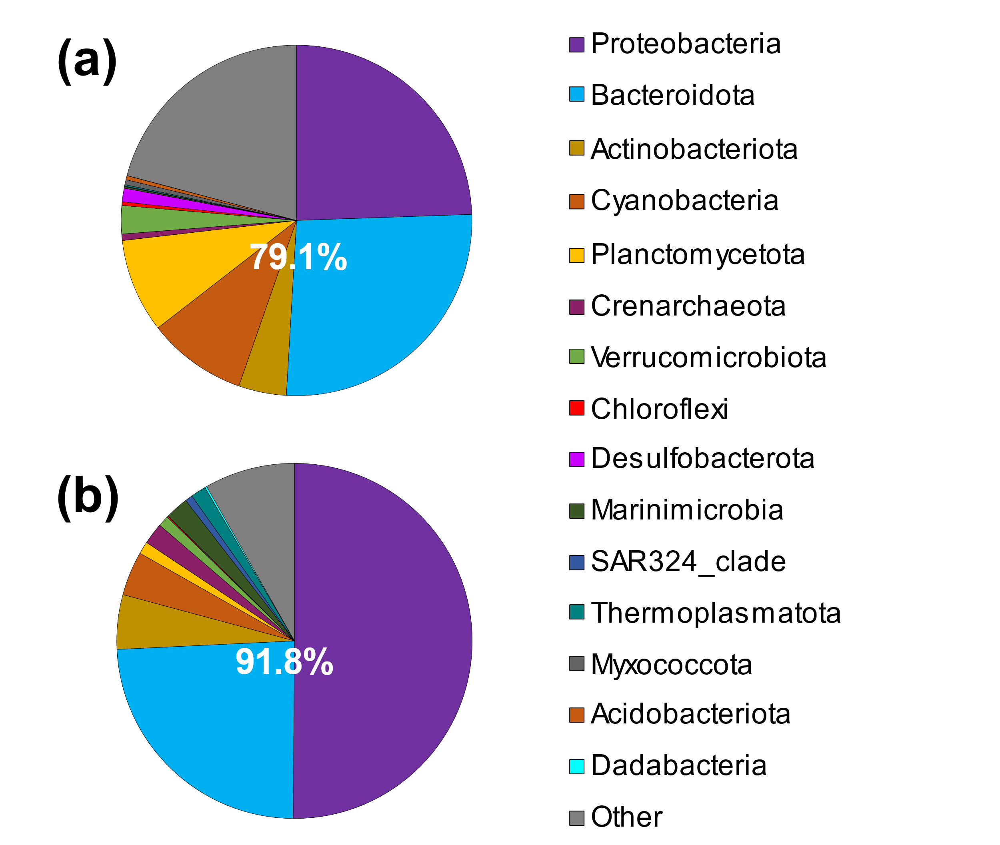 (a)
79.1%
(b)
91.8%
Proteobacteria
Bacteroidota
Actinobacteriota
Cyanobacteria
Planctomycetota
Crenarchaeota
Verrucomicrobiota
Chloroflexi
Desulfobacterota
Marinimicrobia
SAR324_clade
Thermoplasmatota
Myxococcota
Acidobacteriota
Dadabacteria
Other